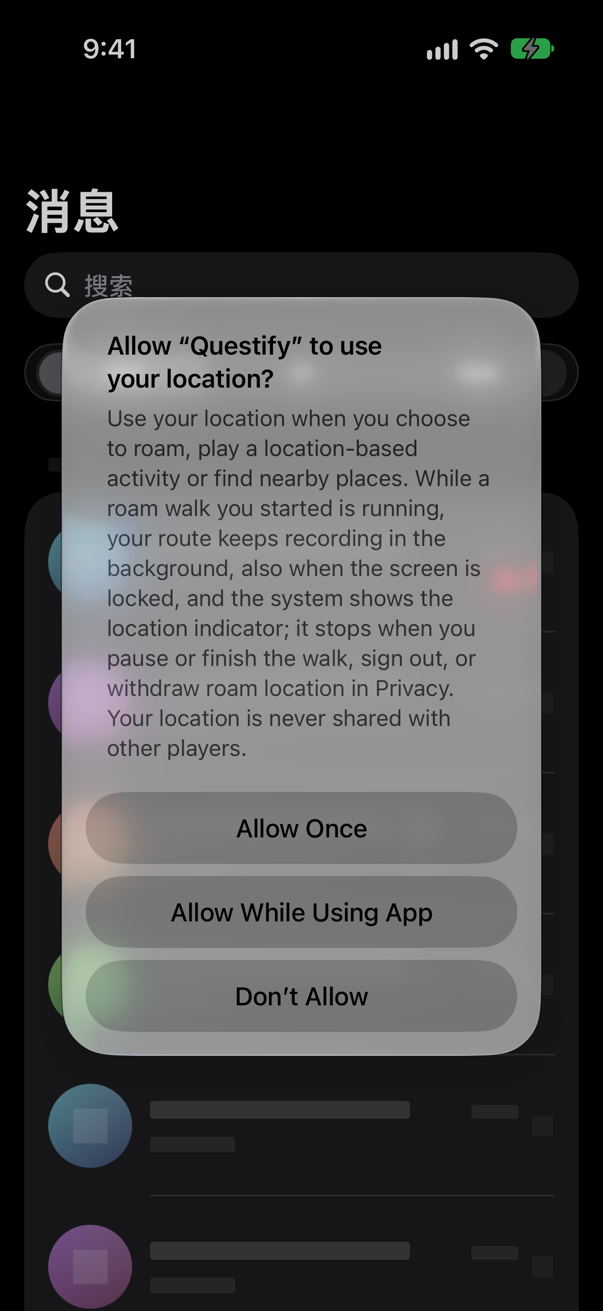 9:41
消息
搜索
Allow “Questify” to use
your location?
Use your location when you choose
to roam, play a location-based
activity or find nearby places. While a
roam walk you started is running,
your route keeps recording in the
background, also when the screen is
locked, and the system shows the
location indicator; it stops when you
pause or finish the walk, sign out, or
withdraw roam location in Privacy.
Your location is never shared with
other players.
Allow Once
Allow While Using App
Don’t Allow